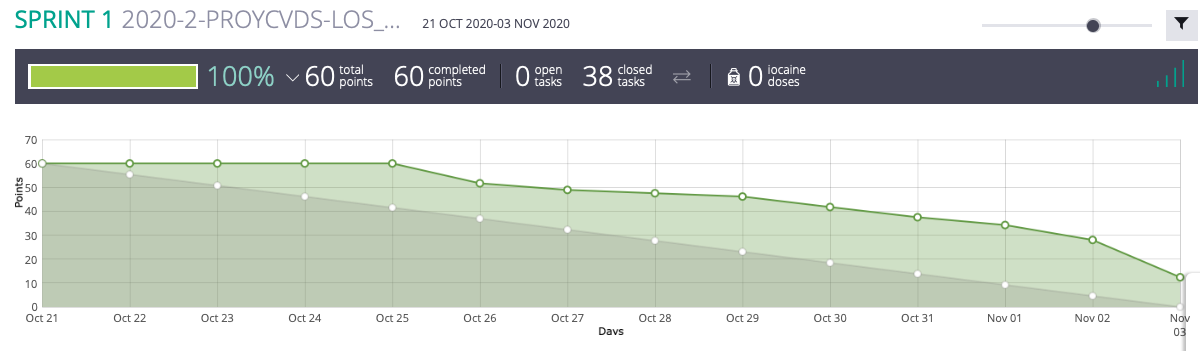 SPRINT 1 2020-2-PROYCVDS-LOS_... 21 OCT 2020-03 NOV 2020
100% 60 total points 60 completed points 0 open tasks 38 closed tasks 0 iocaine doses
70
60
50
40
30
20
10
0
Points
Oct 21 Oct 22 Oct 23 Oct 24 Oct 25 Oct 26 Oct 27 Oct 28 Oct 29 Oct 30 Oct 31 Nov 01 Nov 02 Nov 03
Days